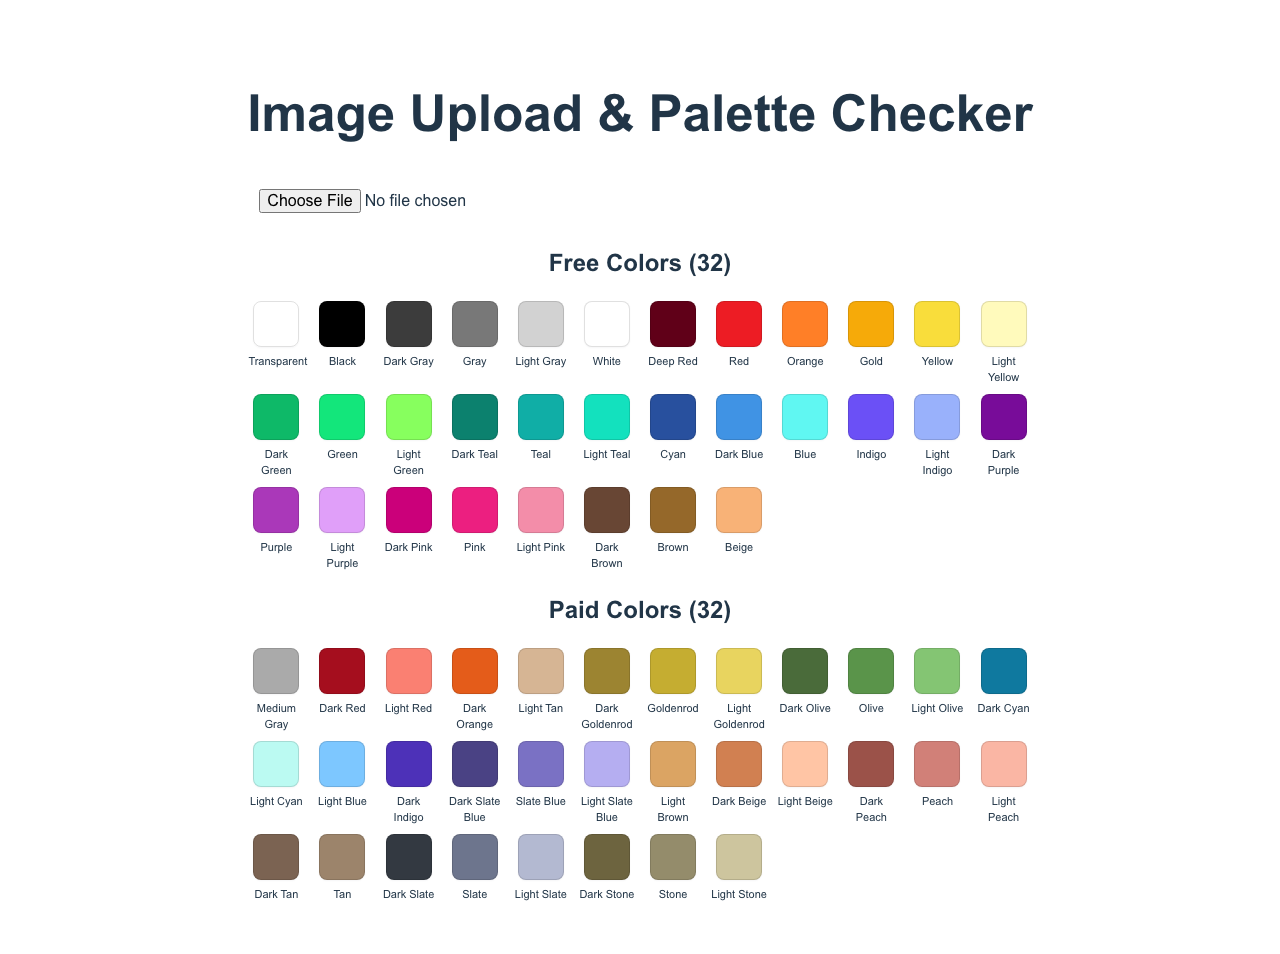 Image Upload & Palette Checker
Choose File No file chosen
Free Colors (32)
Transparent Black Dark Gray Gray Light Gray White Deep Red Red Orange Gold Yellow Light Yellow
Dark Green Green Light Green Dark Teal Teal Light Teal Cyan Dark Blue Blue Indigo Light Indigo Dark Purple
Purple Light Purple Dark Pink Pink Light Pink Dark Brown Brown Beige
Paid Colors (32)
Medium Gray Dark Red Light Red Dark Orange Light Tan Dark Goldenrod Goldenrod Light Goldenrod Dark Olive Olive Light Olive Dark Cyan
Light Cyan Light Blue Dark Indigo Dark Slate Blue Slate Blue Light Slate Blue Light Brown Dark Beige Light Beige Dark Peach Peach Light Peach
Dark Tan Tan Dark Slate Slate Light Slate Dark Stone Stone Light Stone